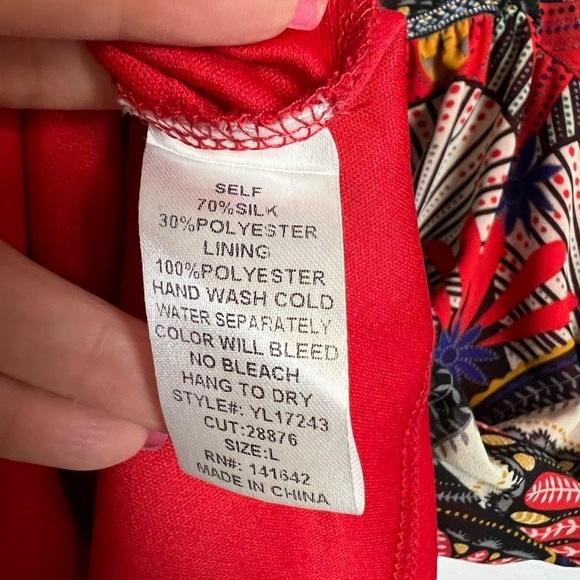 SELF
70%SILK
30%POLYESTER
LINING
100%POLYESTER
HAND WASH COLD
WATER SEPARATELY
COLOR WILL BLEED
NO BLEACH
HANG TO DRY
STYLE#: YL17243
CUT:28876
SIZE:L
RN#: 141642
MADE IN CHINA